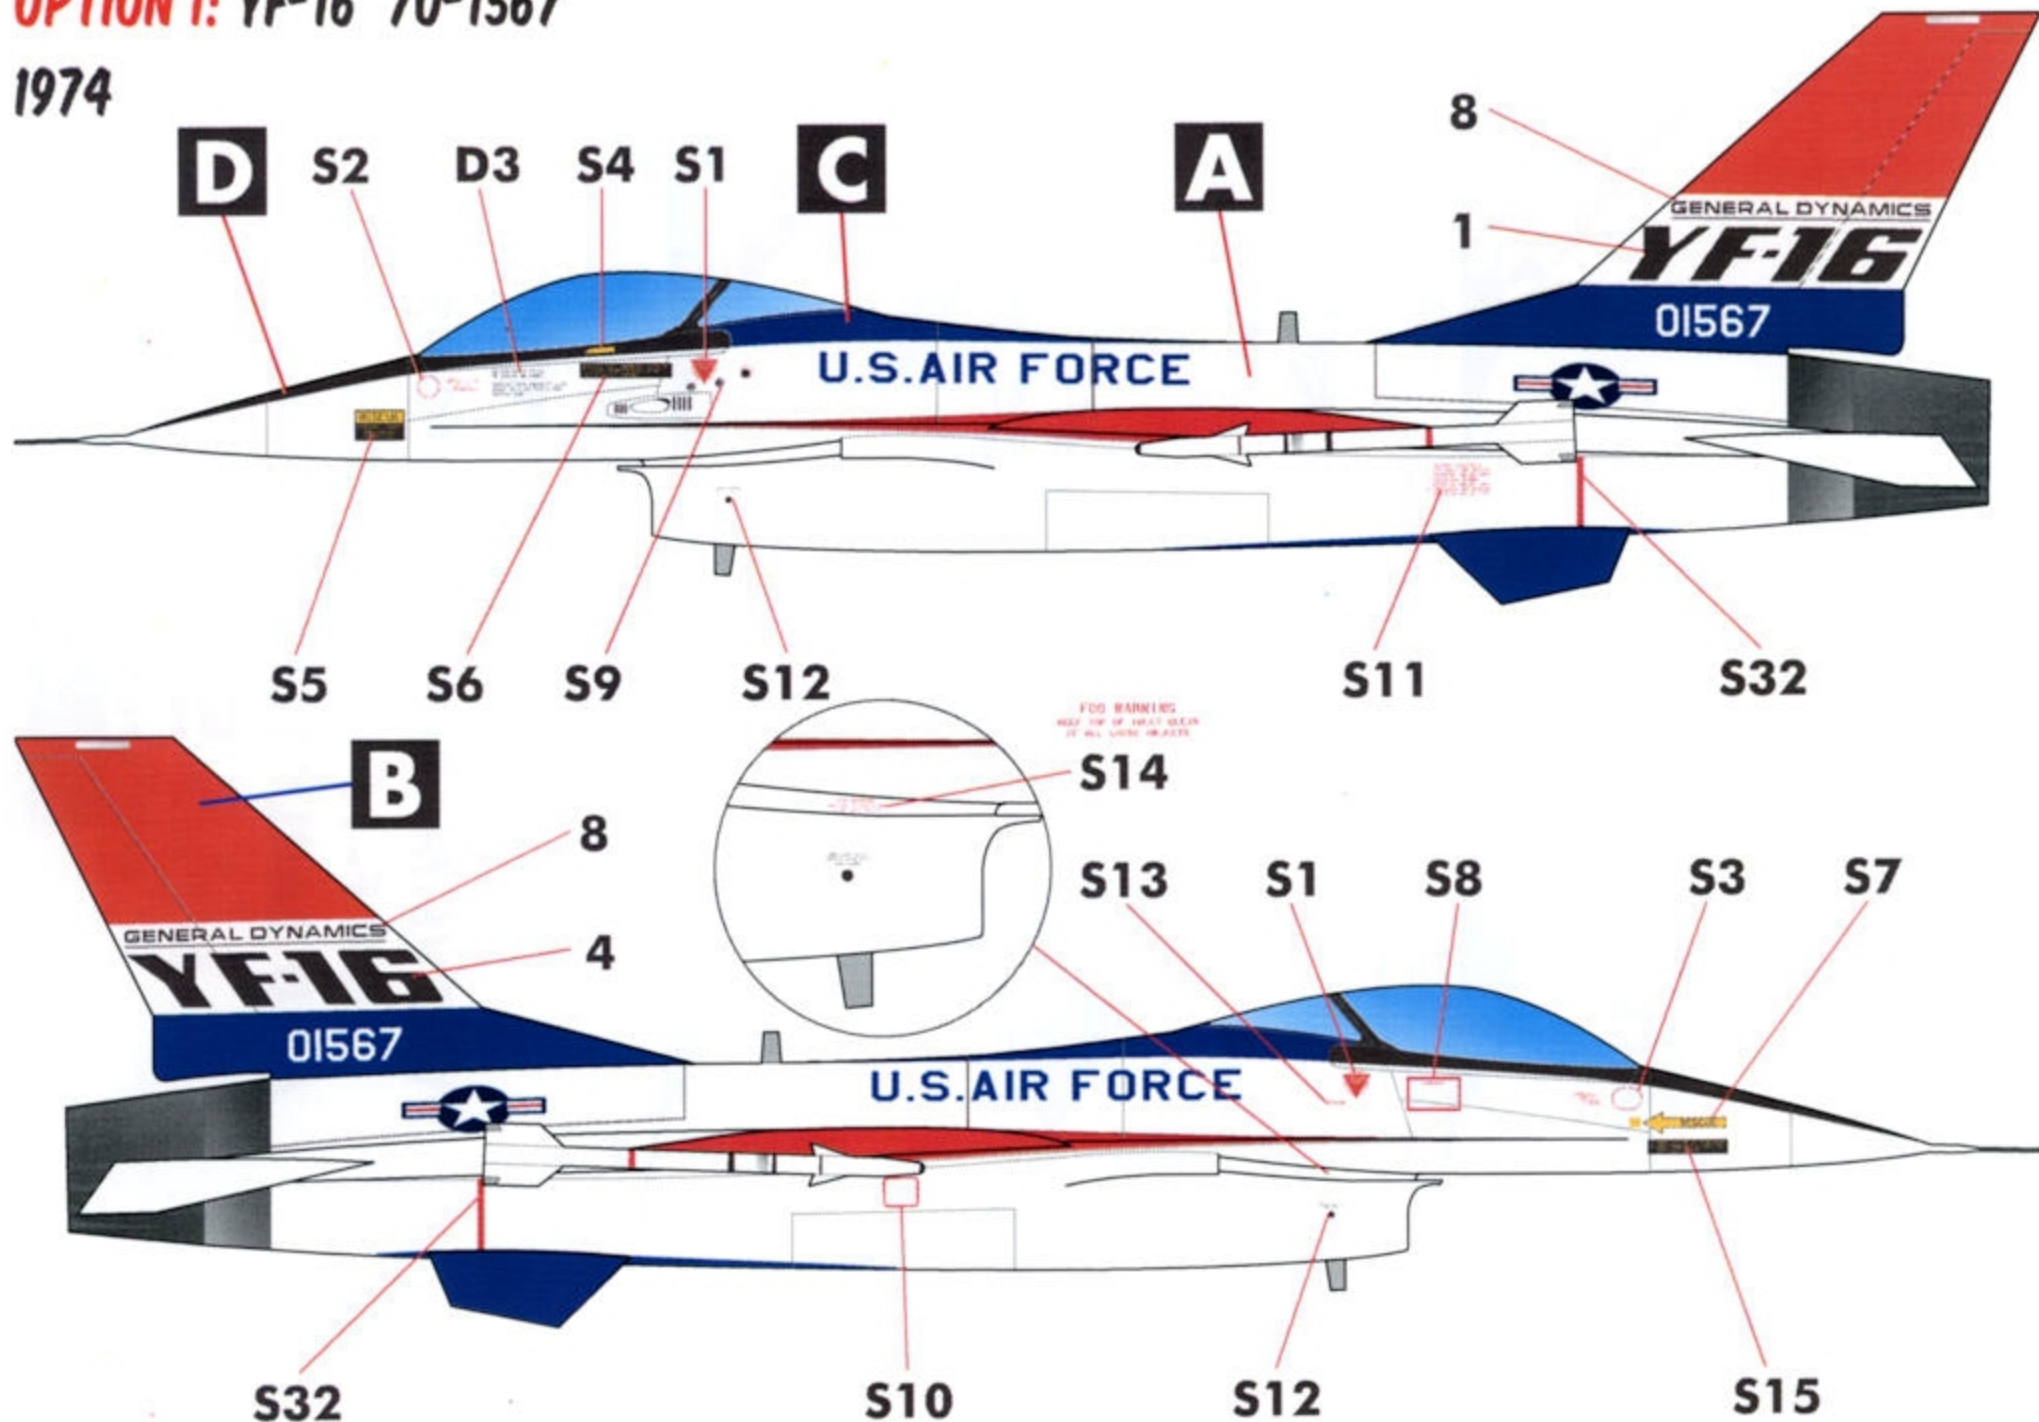 OPTION 1: YF-16 70-1567
1974
D S2 D3 S4 S1 C A 8
GENERAL DYNAMICS
1 YF-16
01567
U.S.AIR FORCE
S5 S6 S9 S12 S11 S32
FOD WARNING
S14
B
8
S13 S1 S8 S3 S7
GENERAL DYNAMICS
YF-16 4
01567
U.S.AIR FORCE
RESCUE
S32 S10 S12 S15